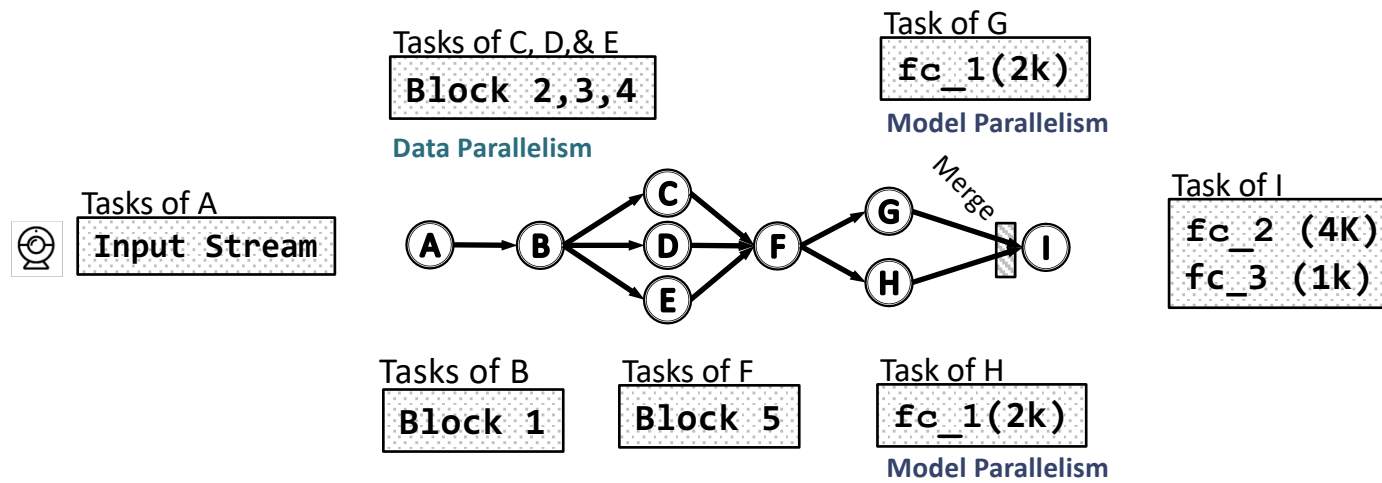 Tasks of C, D,& E
Block 2,3,4
Data Parallelism
Task of G
fc_1(2k)
Model Parallelism
Tasks of A
Input Stream
A
B
C
D
E
F
G
H
Merge
I
Task of I
fc_2 (4K)
fc_3 (1k)
Tasks of B
Block 1
Tasks of F
Block 5
Task of H
fc_1(2k)
Model Parallelism